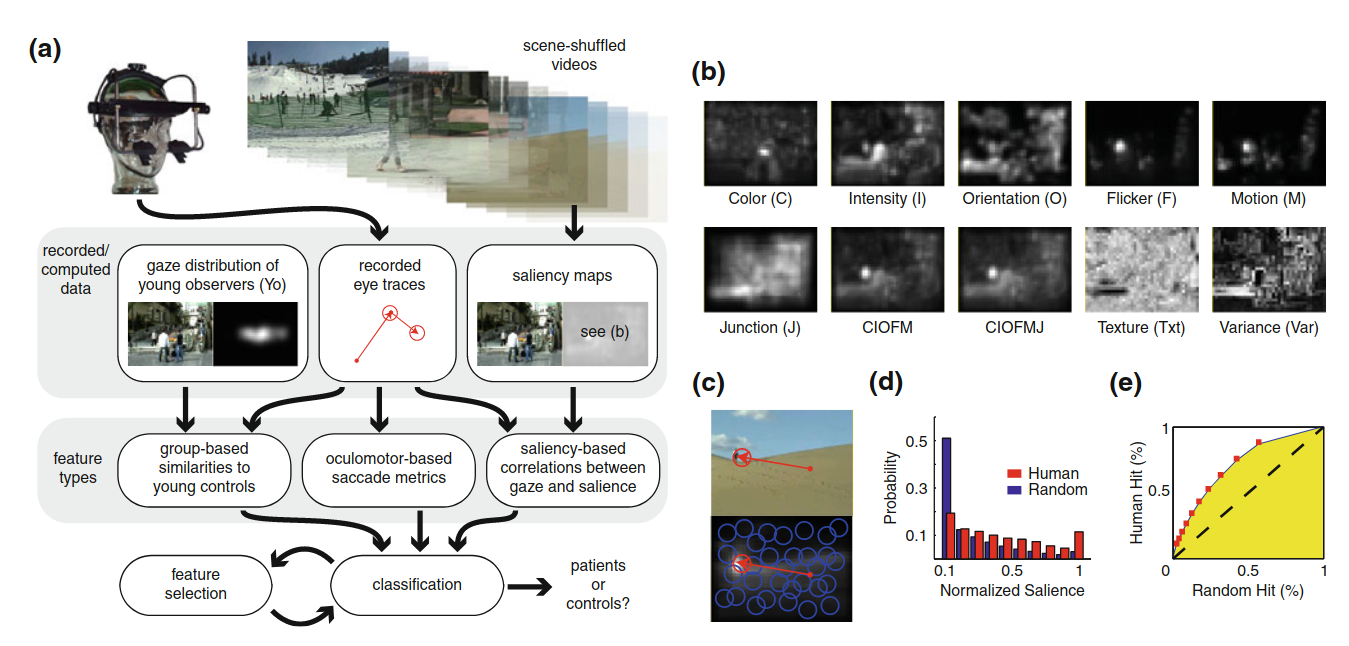 (a)
scene-shuffled
videos
recorded/
computed
data
gaze distribution of
young observers (Yo)
recorded
eye traces
saliency maps
see (b)
feature
types
group-based
similarities to
young controls
oculomotor-based
saccade metrics
saliency-based
correlations between
gaze and salience
feature
selection
classification
patients
or
controls?
(b)
Color (C)
Intensity (I)
Orientation (O)
Flicker (F)
Motion (M)
Junction (J)
CIOFM
CIOFMJ
Texture (Txt)
Variance (Var)
(c)
(d)
Probability
0.5
0.3
0.1
Human
Random
0.1
0.5
1
Normalized Salience
(e)
Human Hit (%)
1
0.5
0
0.5
1
Random Hit (%)